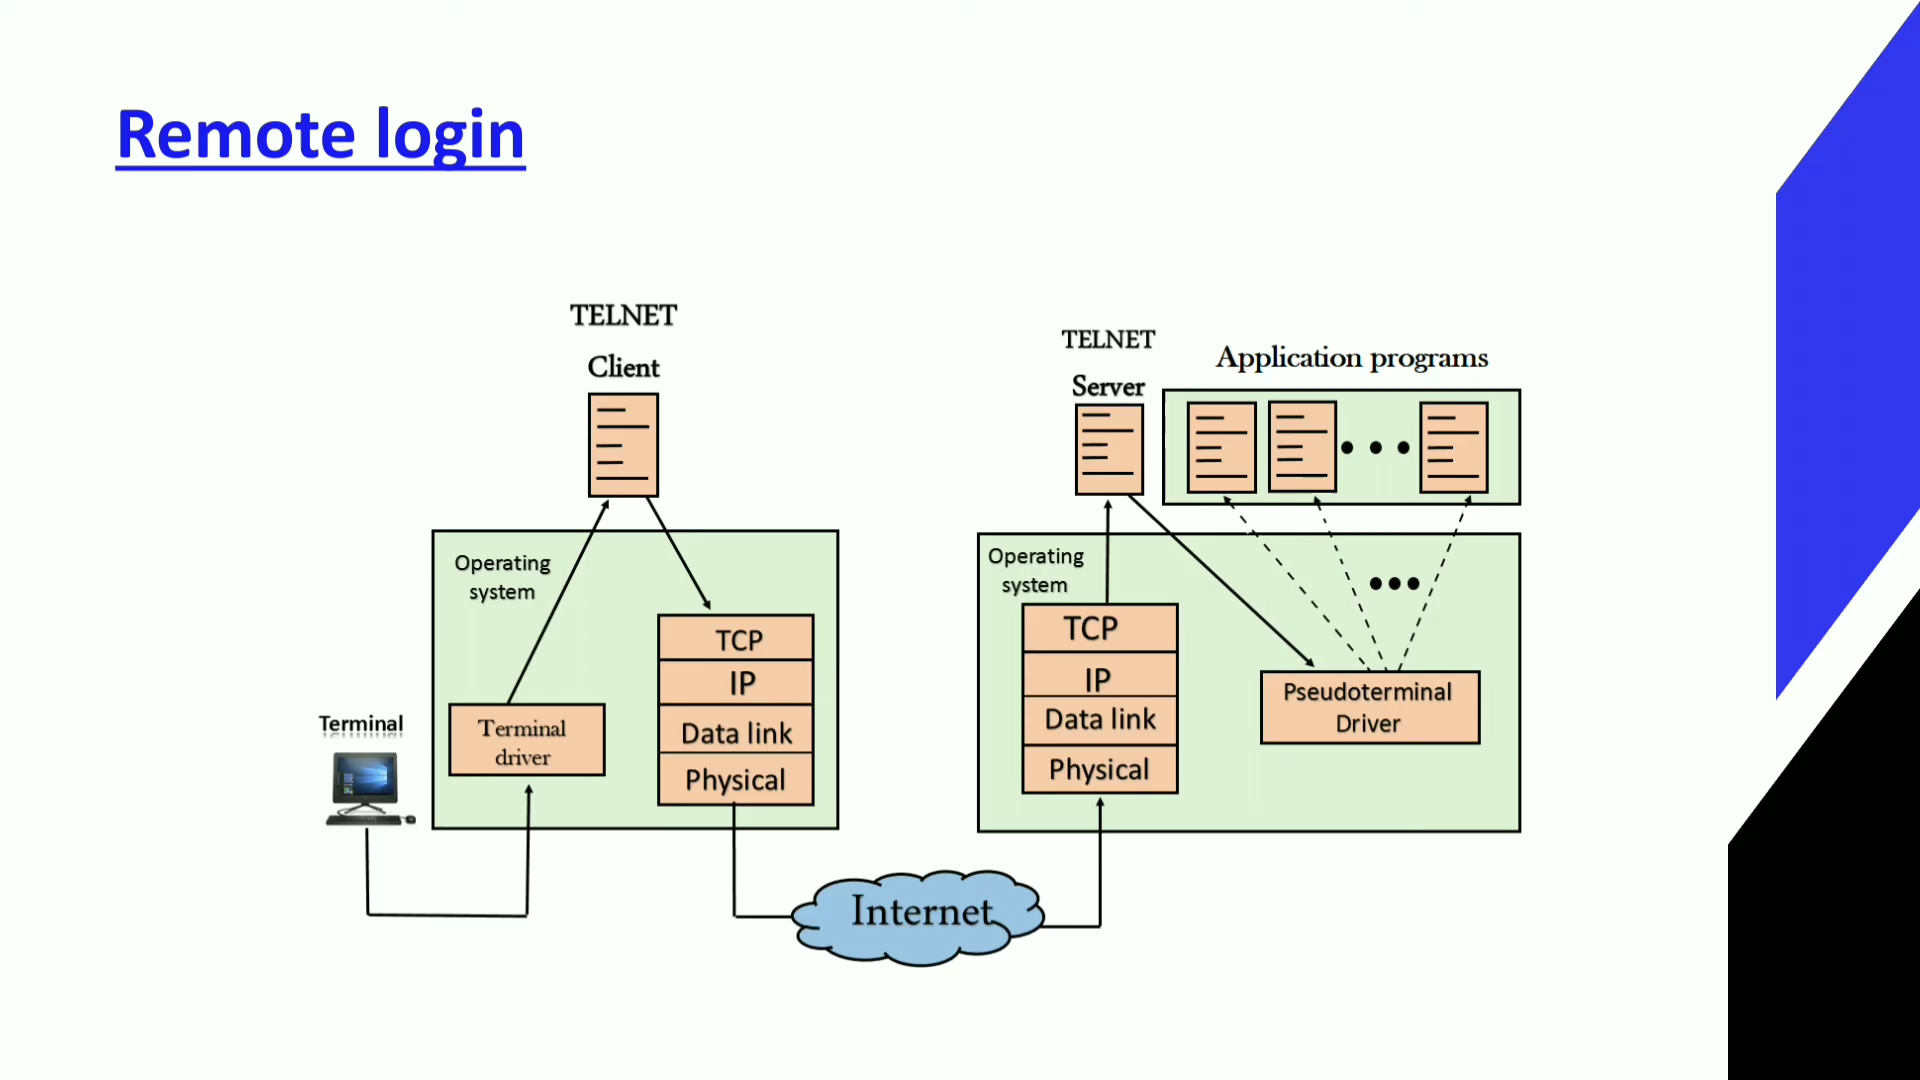 Remote login
TELNET
Client
TELNET
Server
Application programs
Operating
system
TCP
IP
Data link
Physical
Terminal
driver
Terminal
Operating
system
TCP
IP
Data link
Physical
Pseudoterminal
Driver
Internet